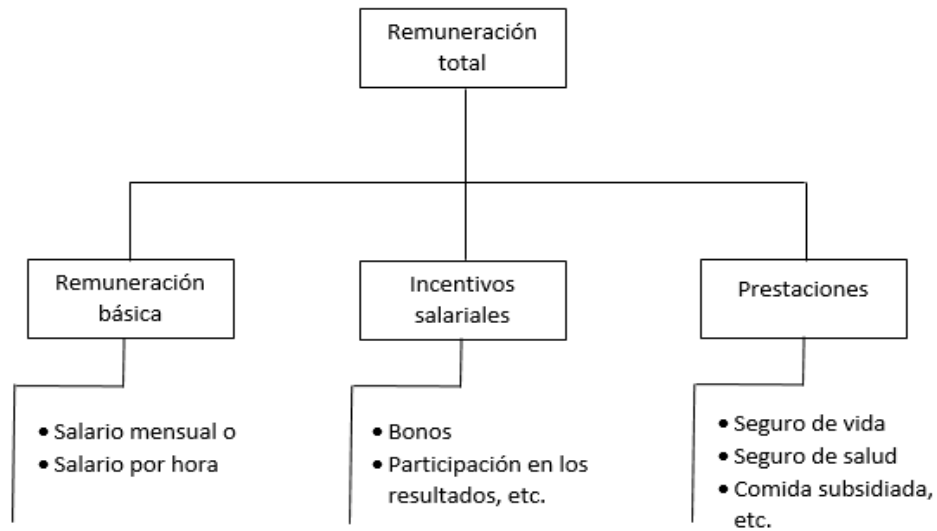 Remuneración
total
Remuneración
básica
Incentivos
salariales
Prestaciones
• Salario mensual o
• Salario por hora
• Bonos
• Participación en los
resultados, etc.
• Seguro de vida
• Seguro de salud
• Comida subsidiada,
etc.